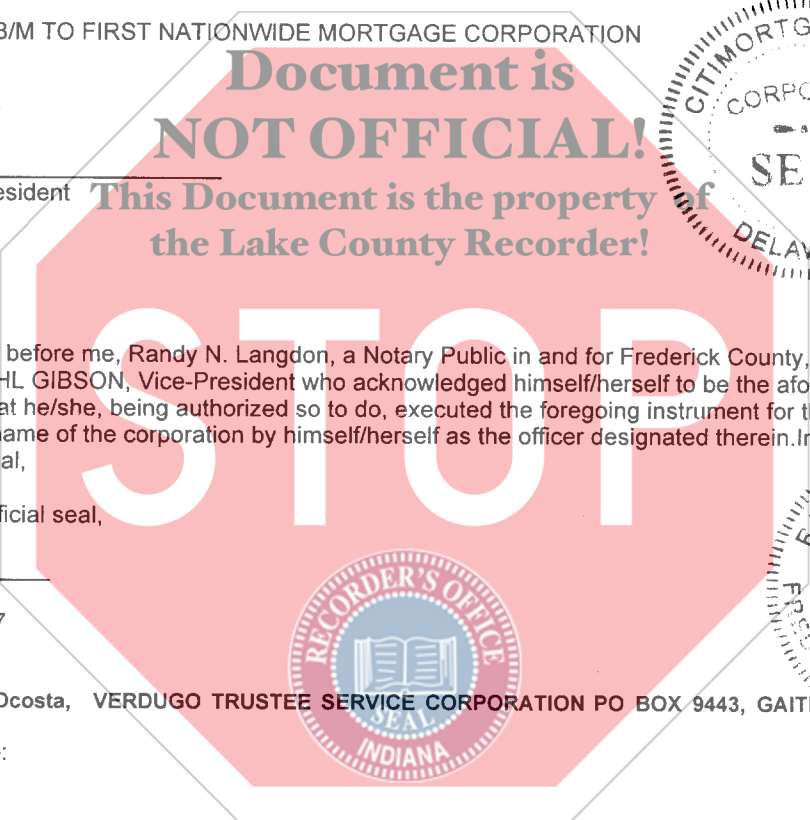 B/M TO FIRST NATIONWIDE MORTGAGE CORPORATION
Document is
NOT OFFICIAL!
This Document is the property of
the Lake County Recorder!
esident
CITIMORTG
CORPO
SE
DELAW
STOP
before me, Randy N. Langdon, a Notary Public in and for Frederick County,
HL GIBSON, Vice-President who acknowledged himself/herself to be the afo
at he/she, being authorized so to do, executed the foregoing instrument for th
name of the corporation by himself/herself as the officer designated therein.In
al,
ficial seal,
7
RECORDER'S OFFICE
SEAL
INDIANA
Ocosta, VERDUGO TRUSTEE SERVICE CORPORATION PO BOX 9443, GAIT
: